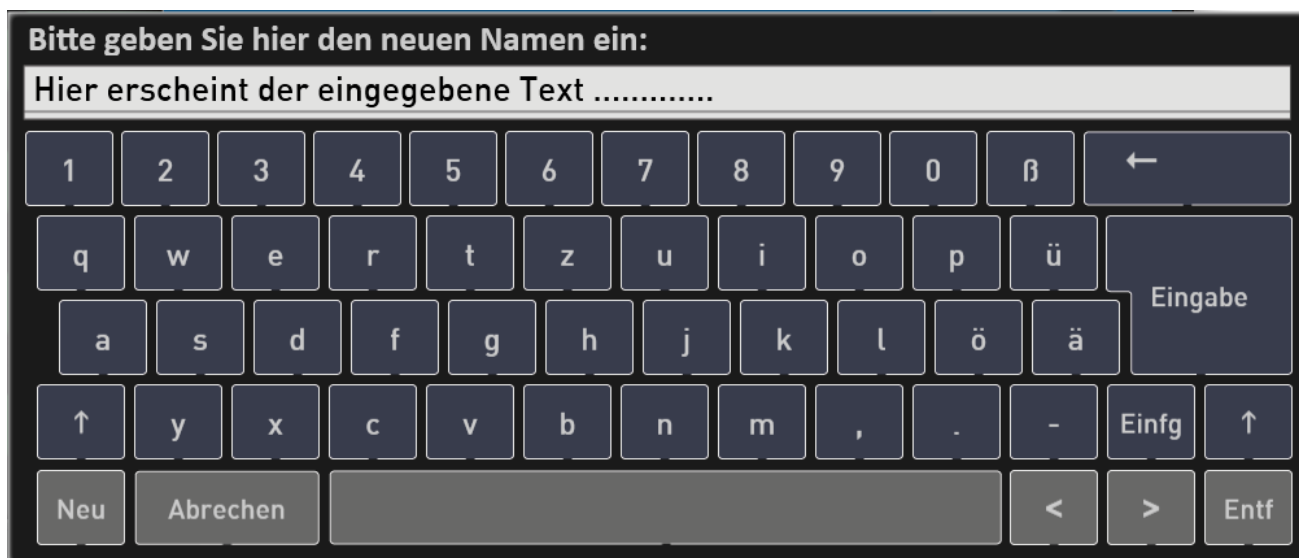 Bitte geben Sie hier den neuen Namen ein:
Hier erscheint der eingegebene Text .............
1 2 3 4 5 6 7 8 9 0 ß ←
q w e r t z u i o p ü
Eingabe
a s d f g h j k l ö ä
↑ y x c v b n m , . - Einfg ↑
Neu Abrechen < > Entf